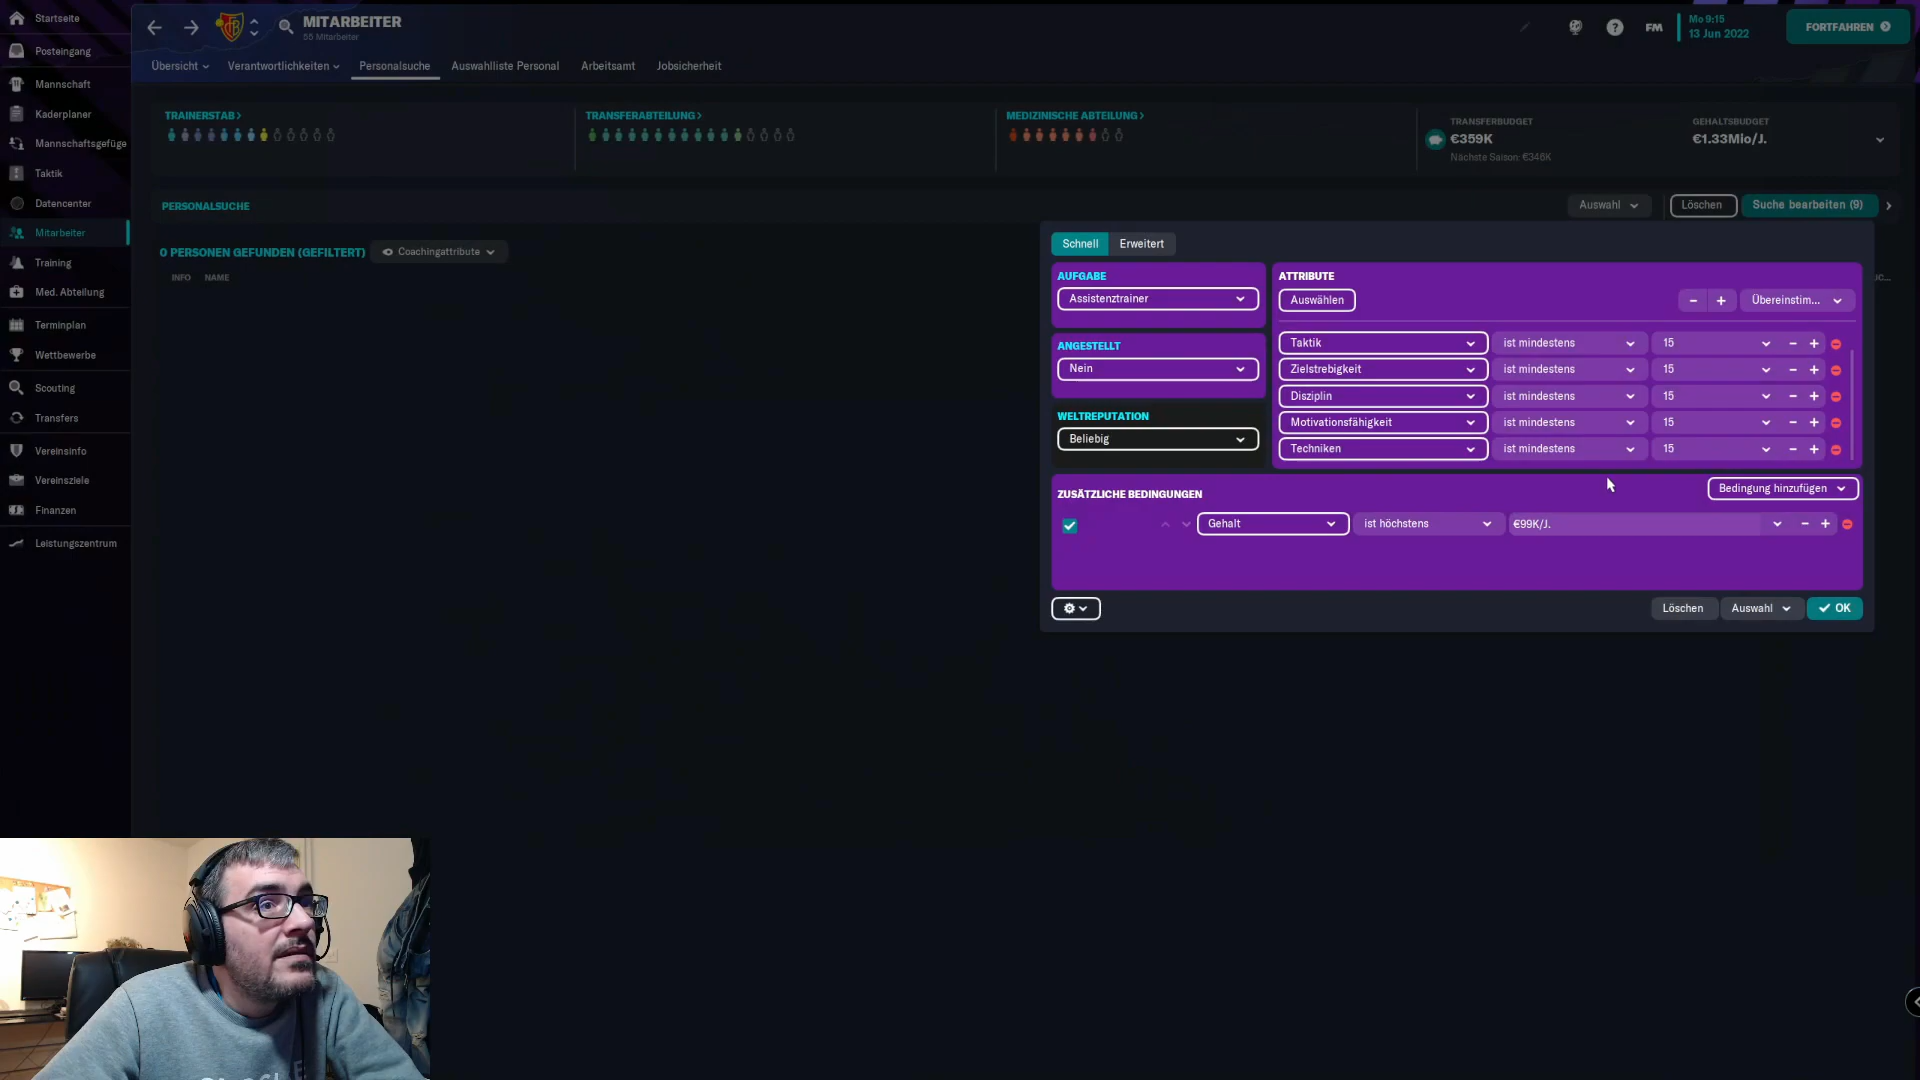 Startseite
Posteingang
Mannschaft
Kaderplaner
Mannschaftsgefüge
Taktik
Datencenter
Mitarbeiter
Training
Med. Abteilung
Terminplan
Wettbewerbe
Scouting
Transfers
Vereinsinfo
Vereinsziele
Finanzen
Leistungszentrum
MITARBEITER
55 Mitarbeiter
FM
Mo 9:15
13 Jun 2022
FORTFAHREN
Übersicht
Verantwortlichkeiten
Personalsuche
Auswahlliste Personal
Arbeitsamt
Jobsicherheit
TRAINERSTAB
TRANSFERABTEILUNG
MEDIZINISCHE ABTEILUNG
TRANSFERBUDGET
€359K
Nächste Saison: €346K
GEHALTSBUDGET
€1.33Mio/J.
PERSONALSUCHE
Auswahl
Löschen
Suche bearbeiten (9)
0 PERSONEN GEFUNDEN (GEFILTERT)
Coachingattribute
INFO NAME
Schnell
Erweitert
AUFGABE
Assistenztrainer
ANGESTELLT
Nein
WELTREPUTATION
Beliebig
ATTRIBUTE
Auswählen
Übereinstim...
Taktik ist mindestens 15
Zielstrebigkeit ist mindestens 15
Disziplin ist mindestens 15
Motivationsfähigkeit ist mindestens 15
Techniken ist mindestens 15
ZUSÄTZLICHE BEDINGUNGEN
Bedingung hinzufügen
Gehalt ist höchstens €99K/J.
Löschen
Auswahl
OK